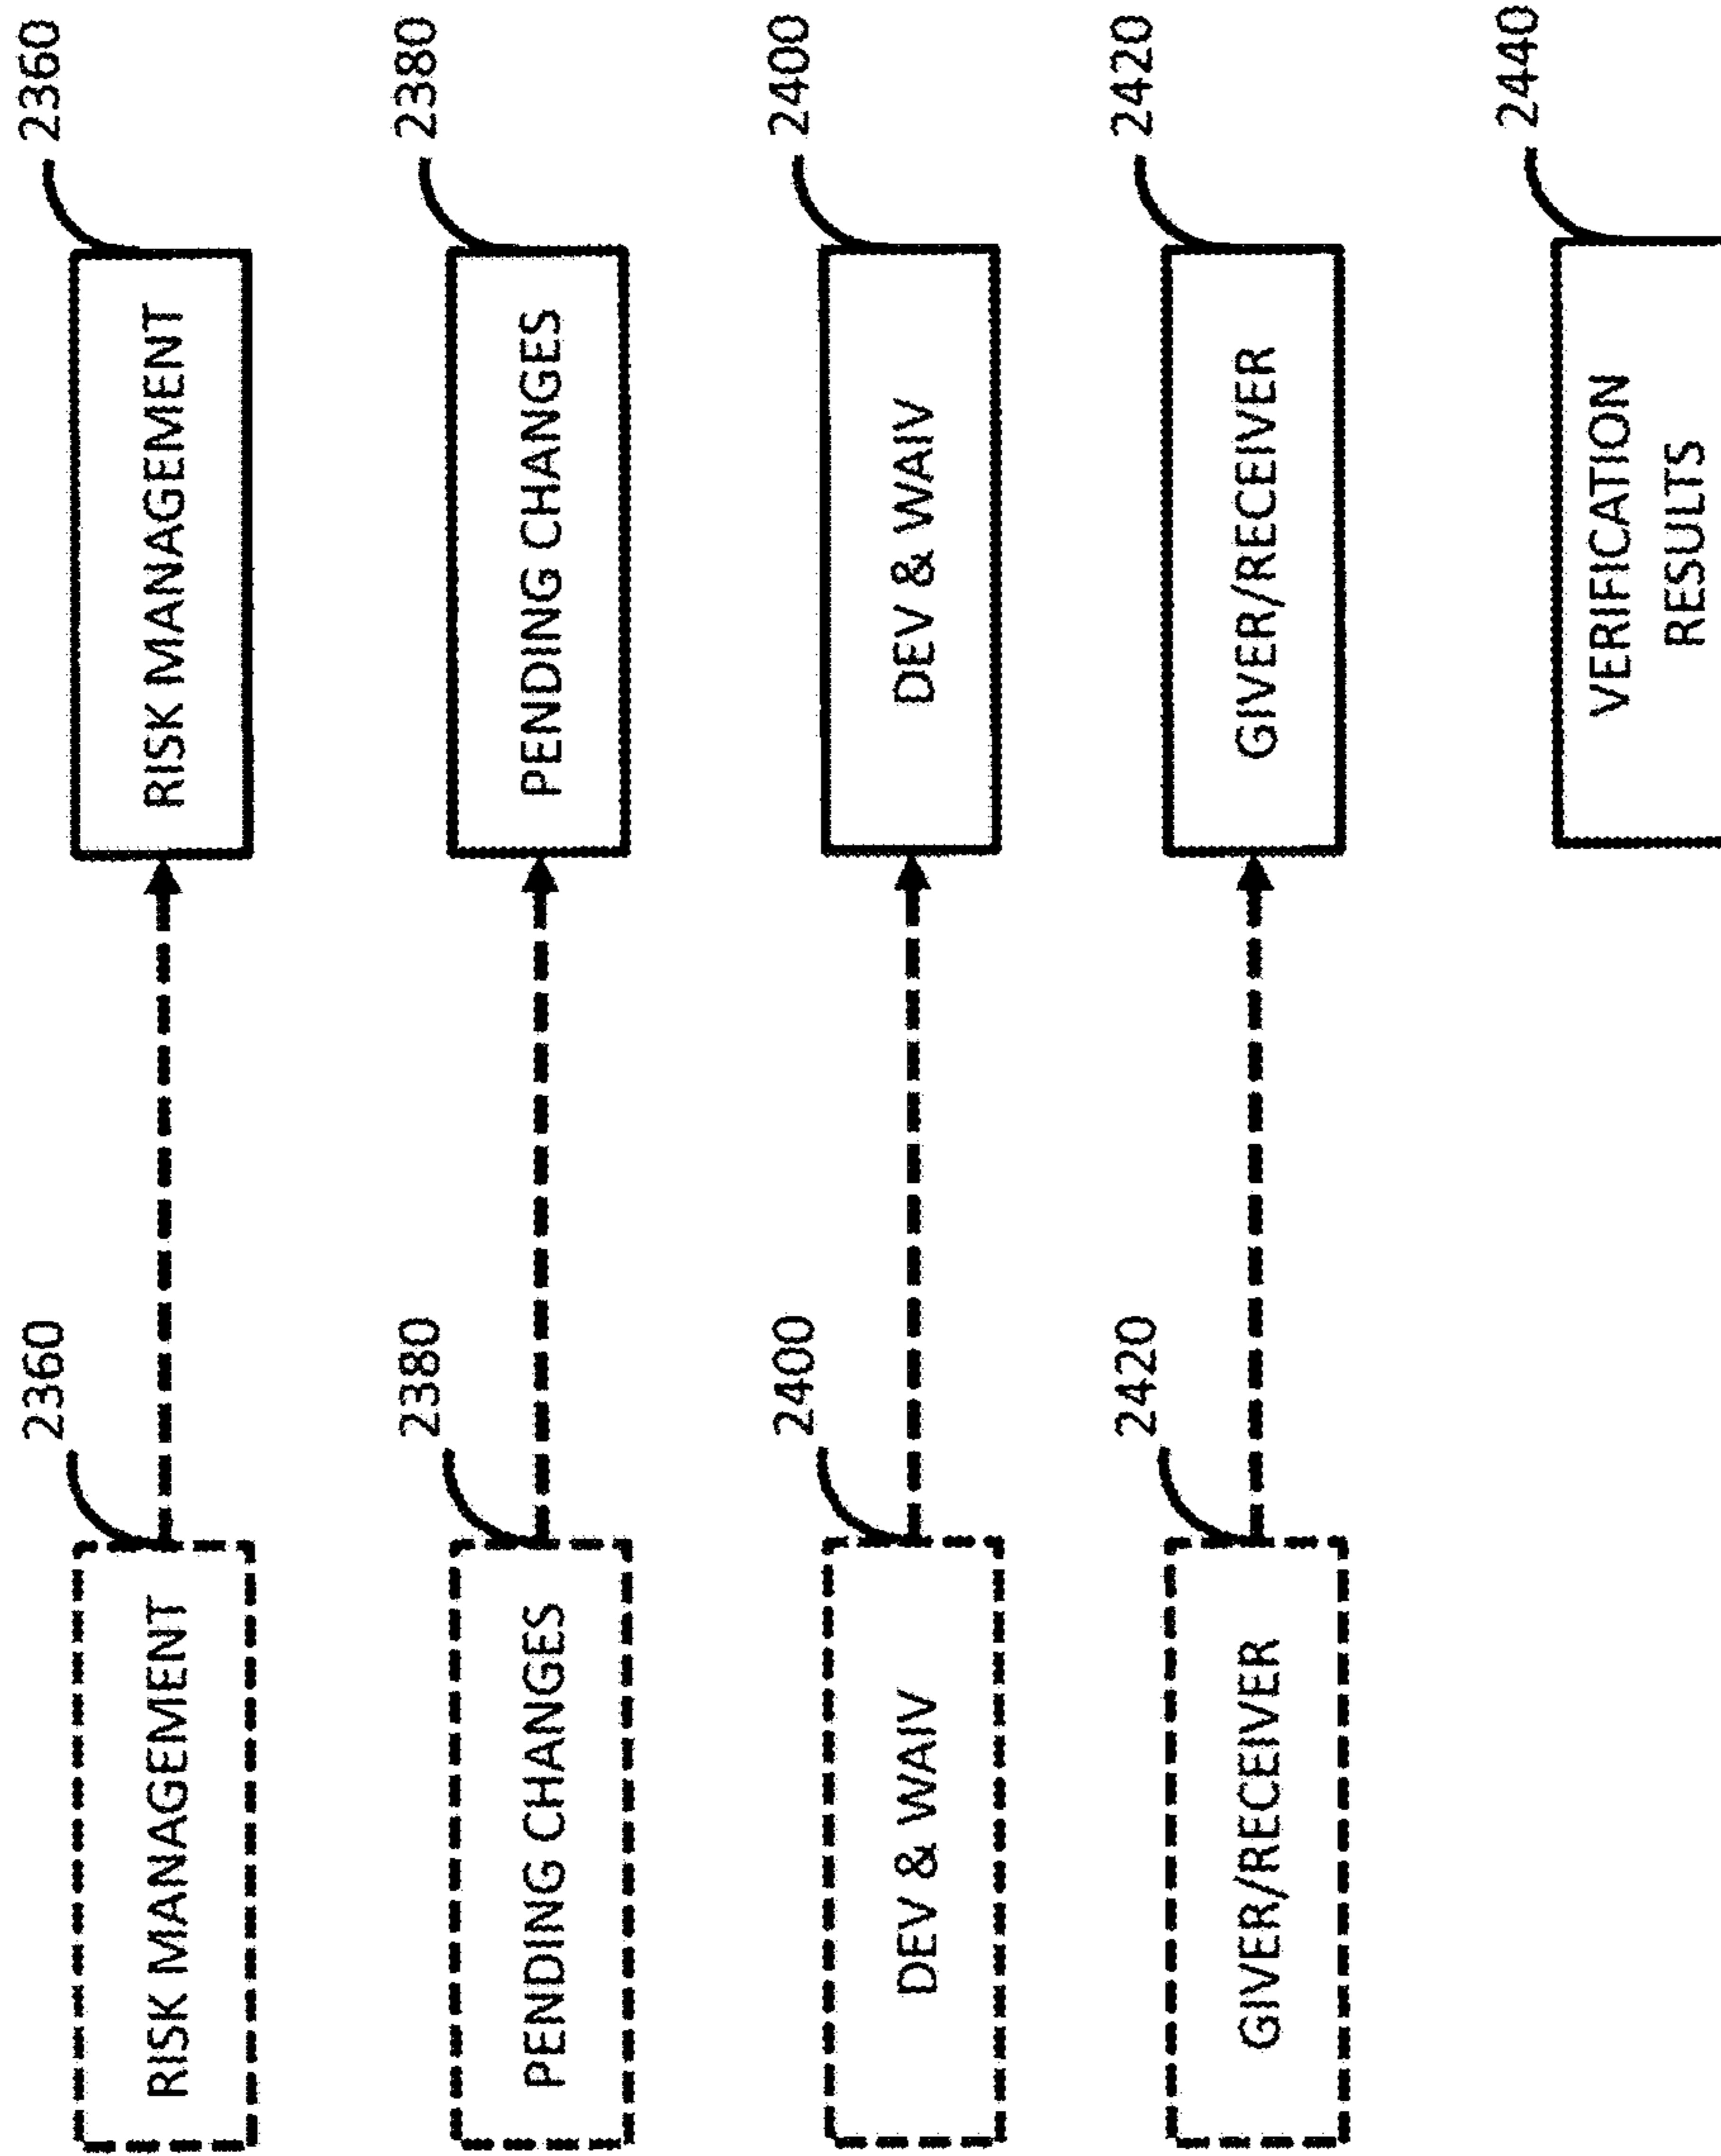 2360
2360
RISK MANAGEMENT
RISK MANAGEMENT
2380
2380
PENDING CHANGES
PENDING CHANGES
2400
2400
DEV & WAIV
DEV & WAIV
2420
2420
GIVER/RECEIVER
GIVER/RECEIVER
2440
VERIFICATION
RESULTS